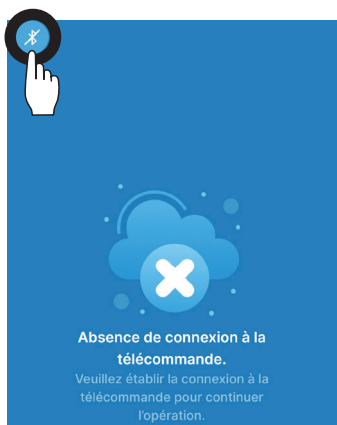 Absence de connexion à la
télécommande.
Veuillez établir la connexion à la
télécommande pour continuer
l'opération.